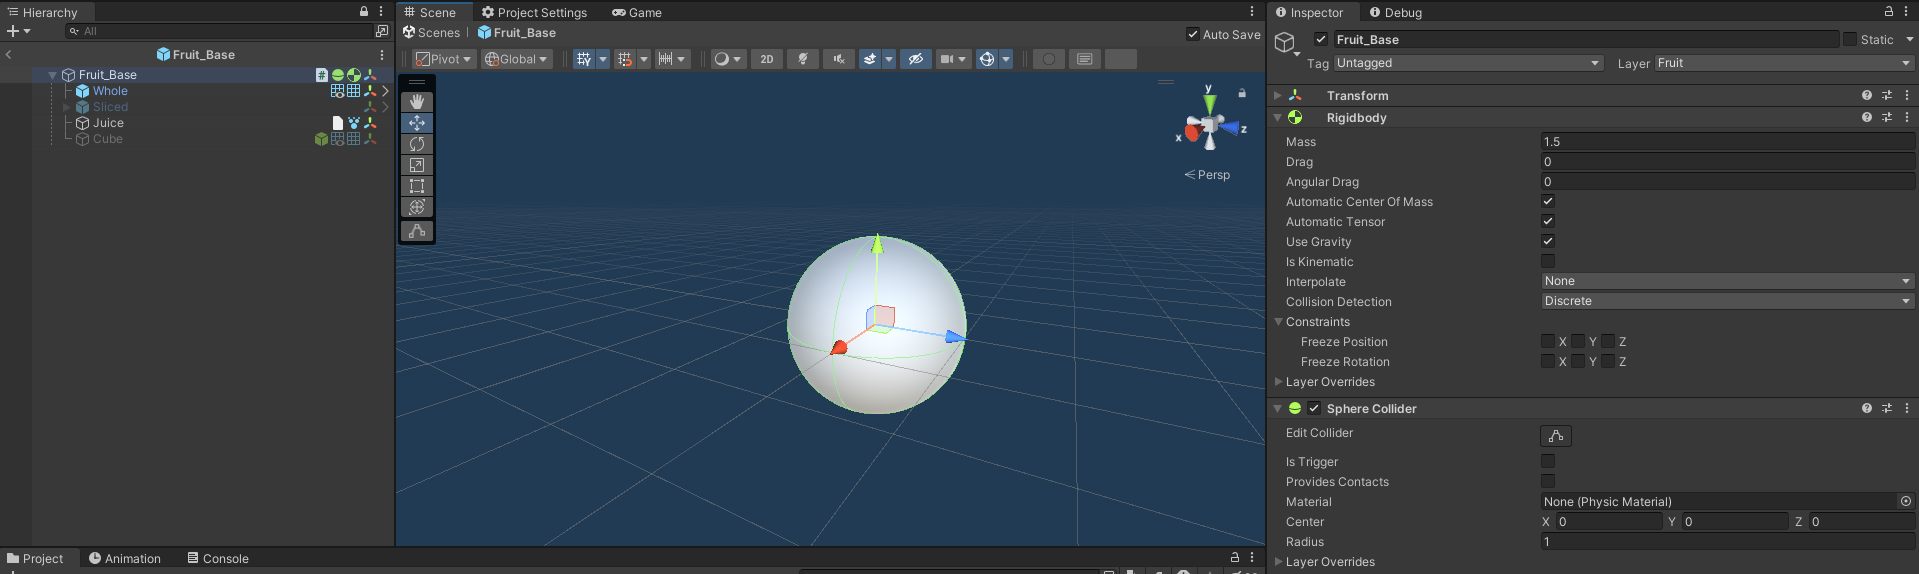 Hierarchy
All
Fruit_Base
Fruit_Base
Whole
Sliced
Juice
Cube
Scene
Project Settings
Game
Scenes
Fruit_Base
Auto Save
Pivot
Global
2D
y
x
z
Persp
Project
Animation
Console
Inspector
Debug
Fruit_Base
Static
Tag Untagged
Layer Fruit
Transform
Rigidbody
Mass 1.5
Drag 0
Angular Drag 0
Automatic Center Of Mass
Automatic Tensor
Use Gravity
Is Kinematic
Interpolate None
Collision Detection Discrete
Constraints
Freeze Position X Y Z
Freeze Rotation X Y Z
Layer Overrides
Sphere Collider
Edit Collider
Is Trigger
Provides Contacts
Material None (Physic Material)
Center X 0 Y 0 Z 0
Radius 1
Layer Overrides